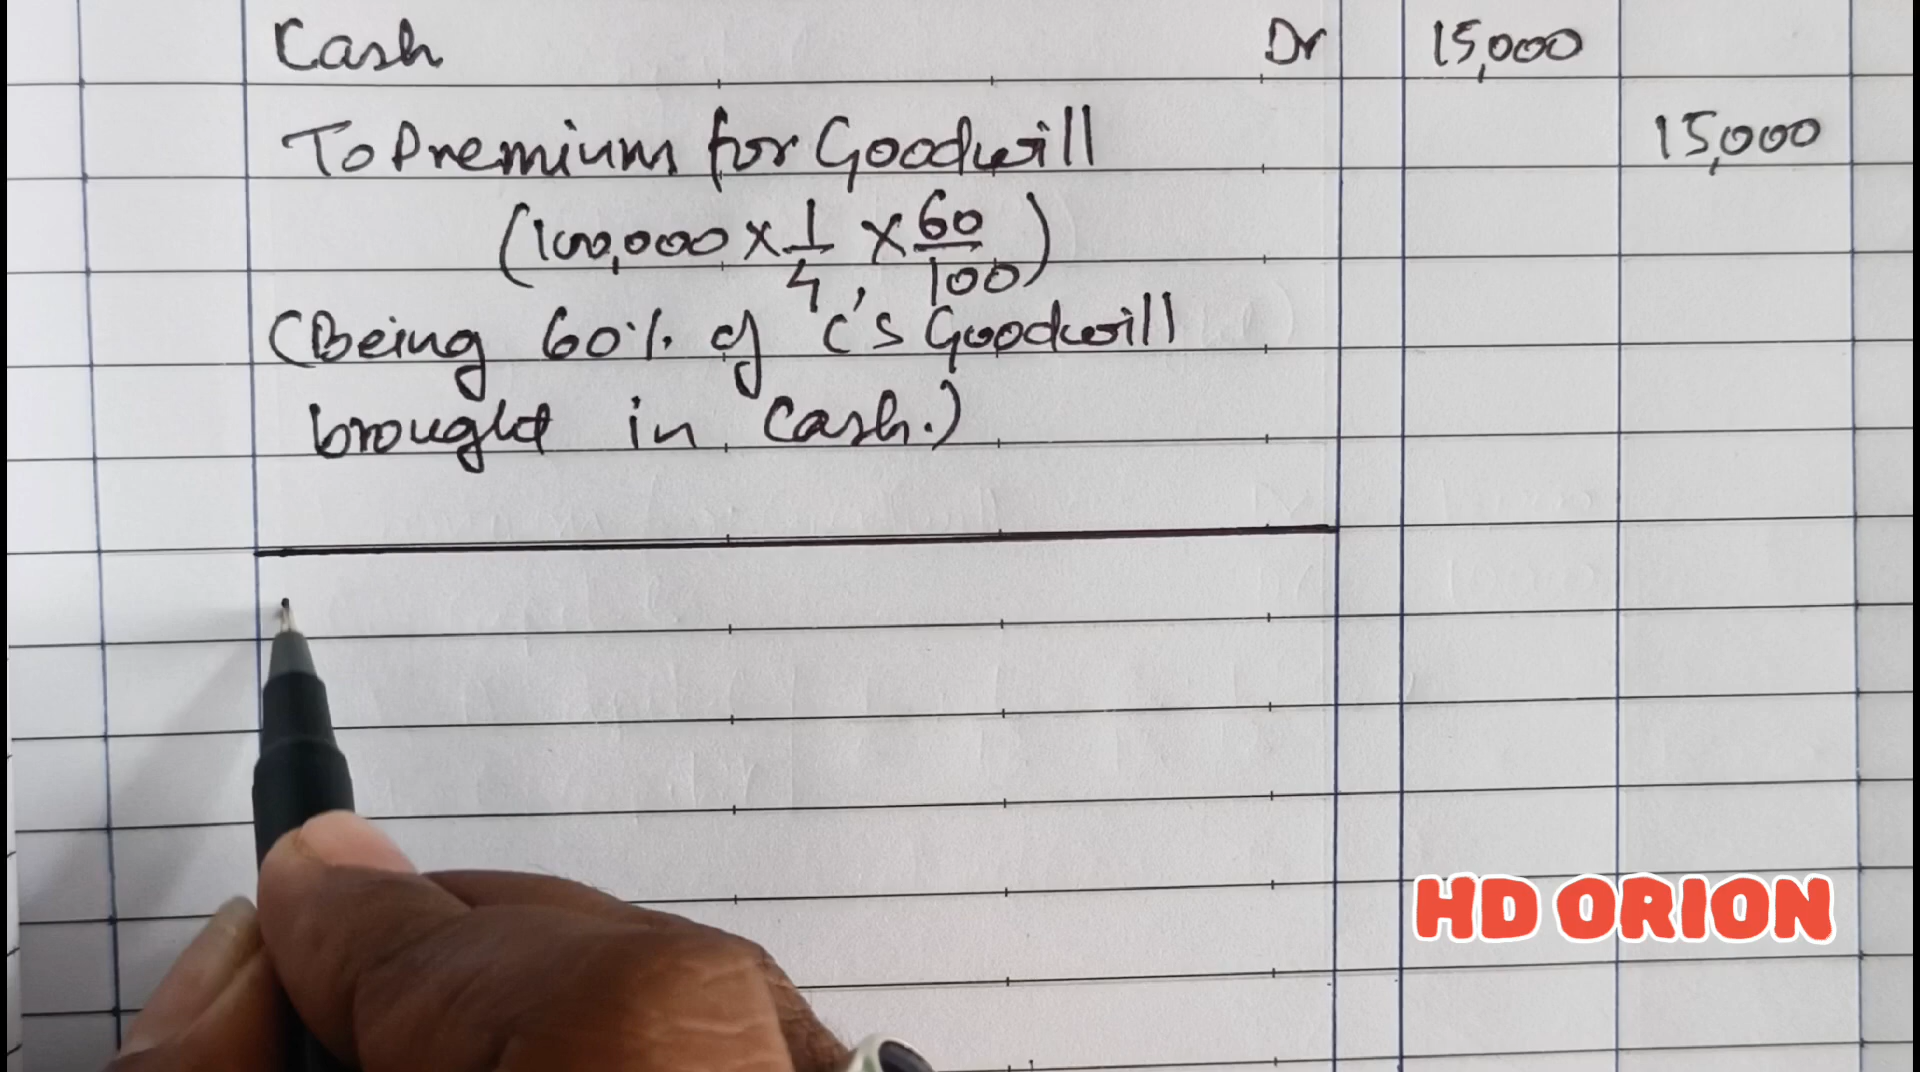 Cash Dr 15,000
To Premium for Goodwill 15,000
(100,000 × 1/4 × 60/100)
(Being 60% of 'C's Goodwill
brought in Cash.)
HD ORION